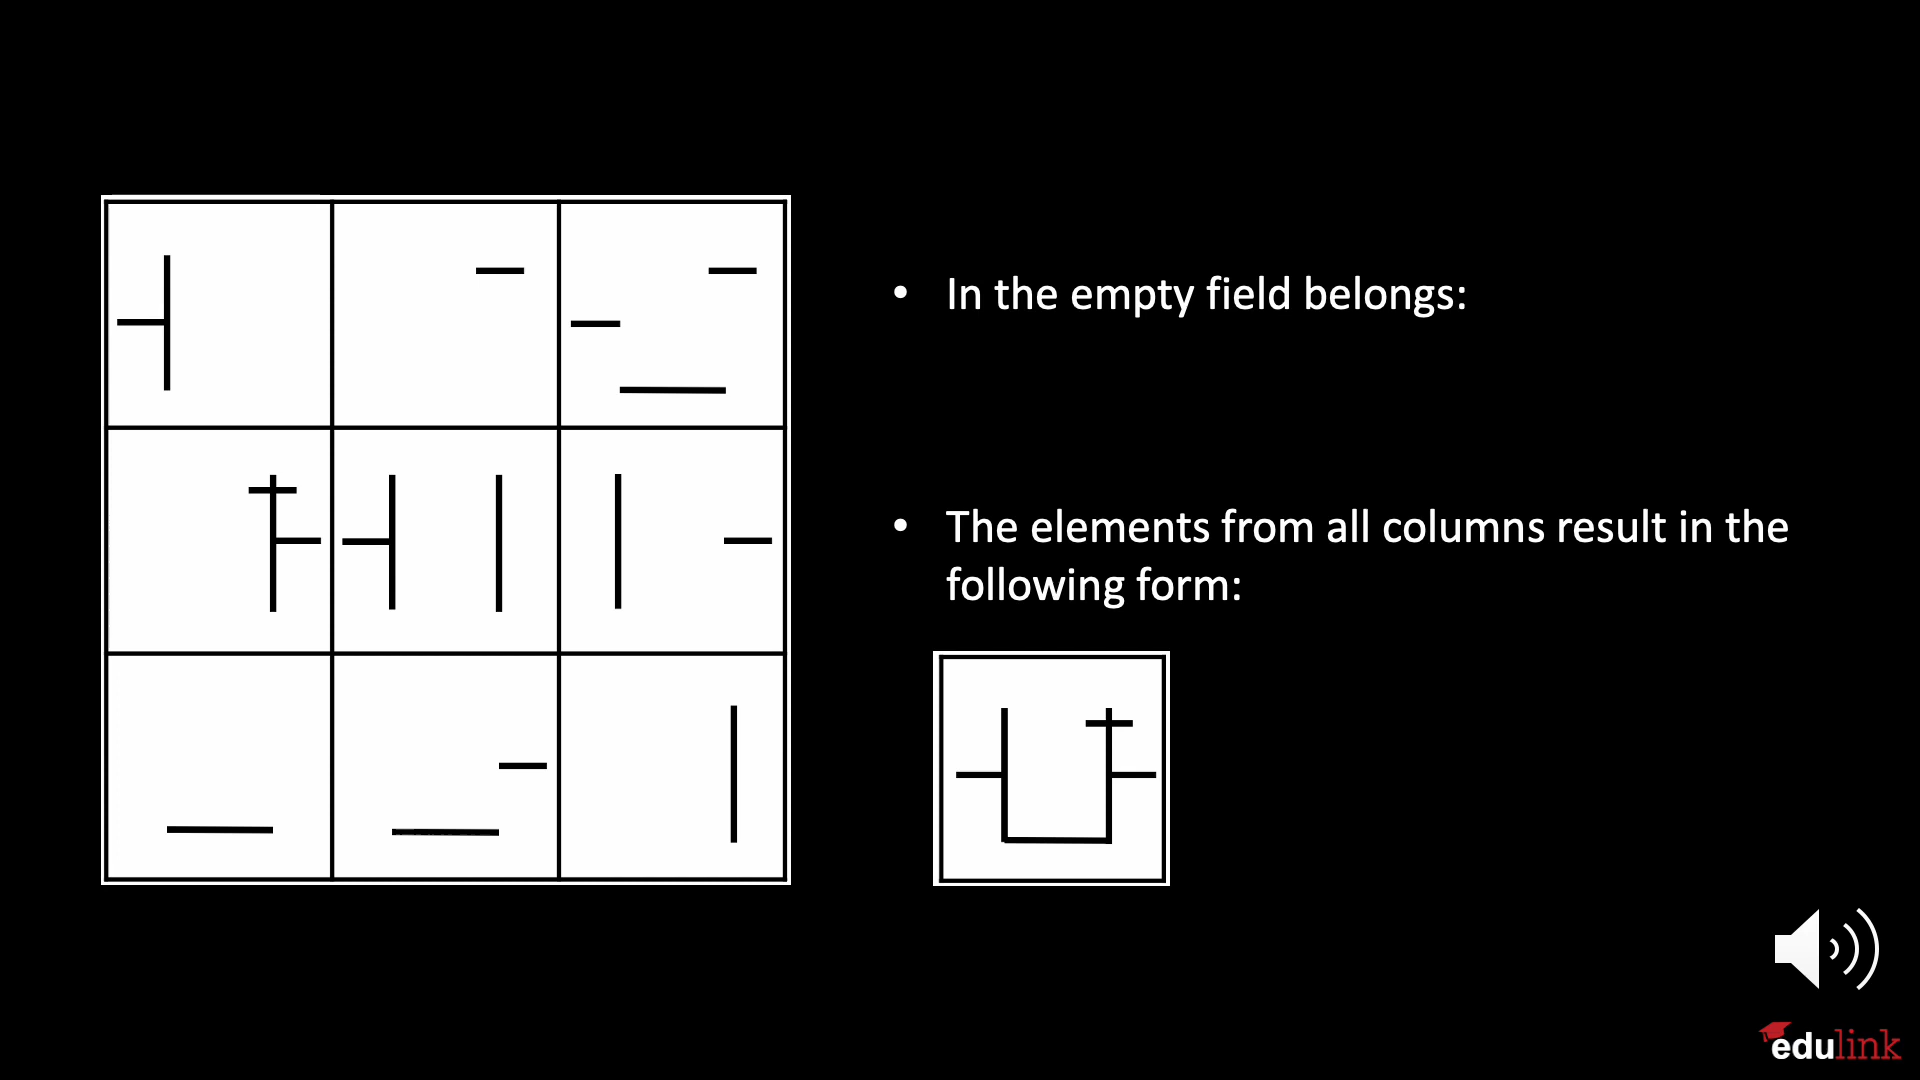 • In the empty field belongs:
• The elements from all columns result in the
following form:
edulink